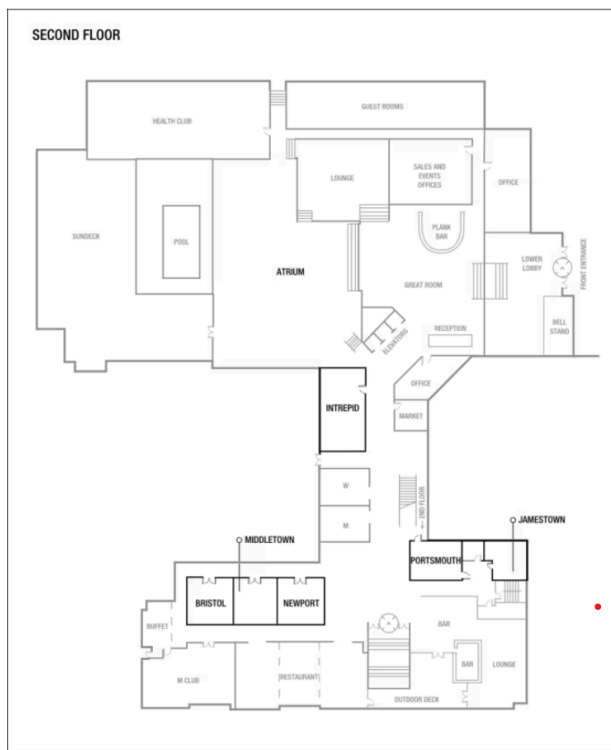 SECOND FLOOR
HEALTH CLUB
GUEST ROOMS
LOUNGE
SALES AND
EVENTS
OFFICES
OFFICE
SUNDECK
POOL
PLANK
BAR
ATRIUM
LOWER
LOBBY
FRONT ENTRANCE
GREAT ROOM
RECEPTION
BELL
STAND
ELEVATORS
OFFICE
INTREPID
MARKET
W
M
← 2ND FLOOR
JAMESTOWN
MIDDLETOWN
PORTSMOUTH
BRISTOL
NEWPORT
BUFFET
BAR
BAR
LOUNGE
M CLUB
RESTAURANT
OUTDOOR DECK